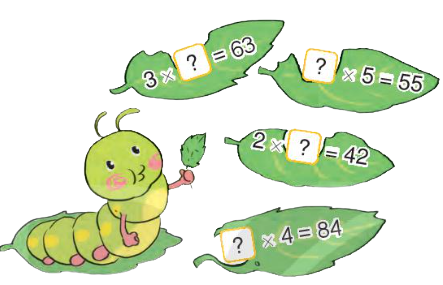 3 × ? = 63
? × 5 = 55
2 × ? = 42
? × 4 = 84